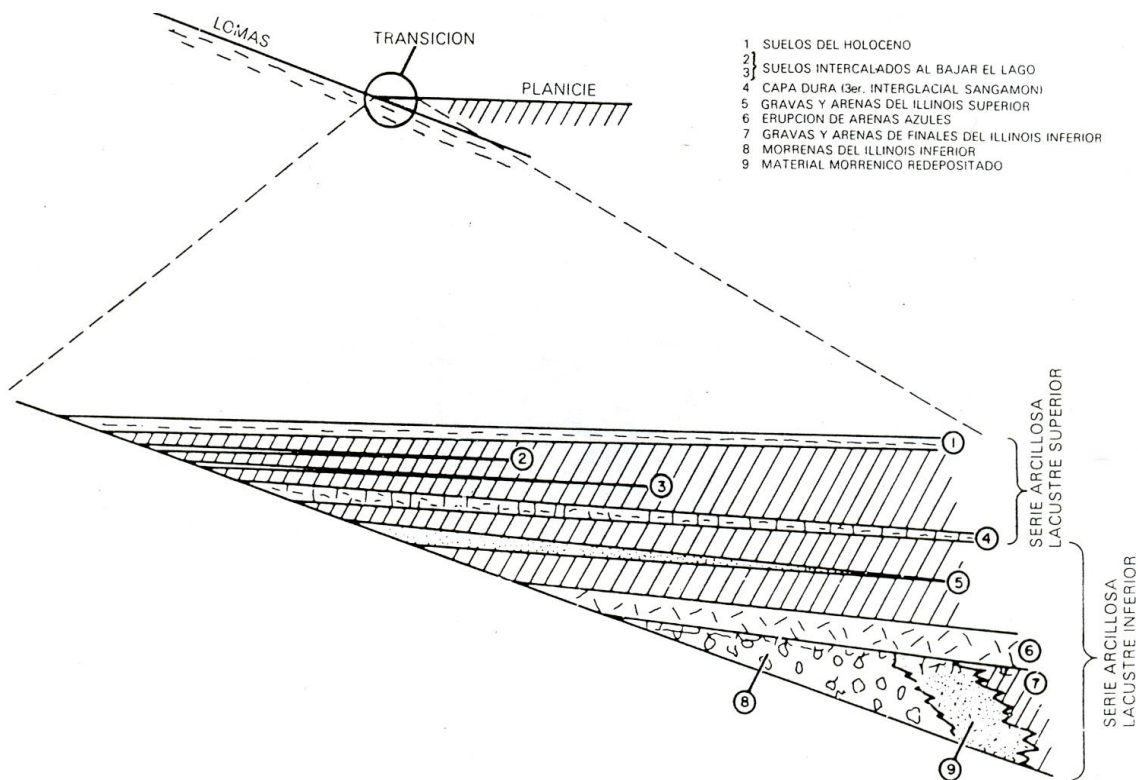 LOMAS
TRANSICION
PLANICIE
1 SUELOS DEL HOLOCENO
2
3 } SUELOS INTERCALADOS AL BAJAR EL LAGO
4 CAPA DURA (3er. INTERGLACIAL SANGAMON)
5 GRAVAS Y ARENAS DEL ILLINOIS SUPERIOR
6 ERUPCION DE ARENAS AZULES
7 GRAVAS Y ARENAS DE FINALES DEL ILLINOIS INFERIOR
8 MORRENAS DEL ILLINOIS INFERIOR
9 MATERIAL MORRENICO REDEPOSITADO
1
2
3
4
5
6
7
8
9
SERIE ARCILLOSA
LACUSTRE SUPERIOR
SERIE ARCILLOSA
LACUSTRE INFERIOR